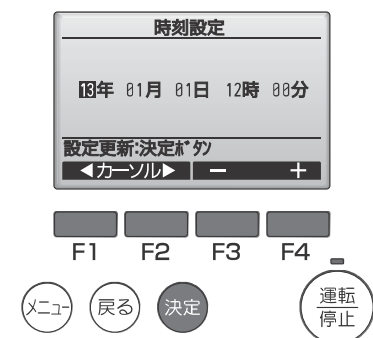 時刻設定
13年 01月 01日 12時 00分
設定更新:決定ボタン
◀カーソル▶ － ＋
F1 F2 F3 F4
メニュー 戻る 決定 運転
停止